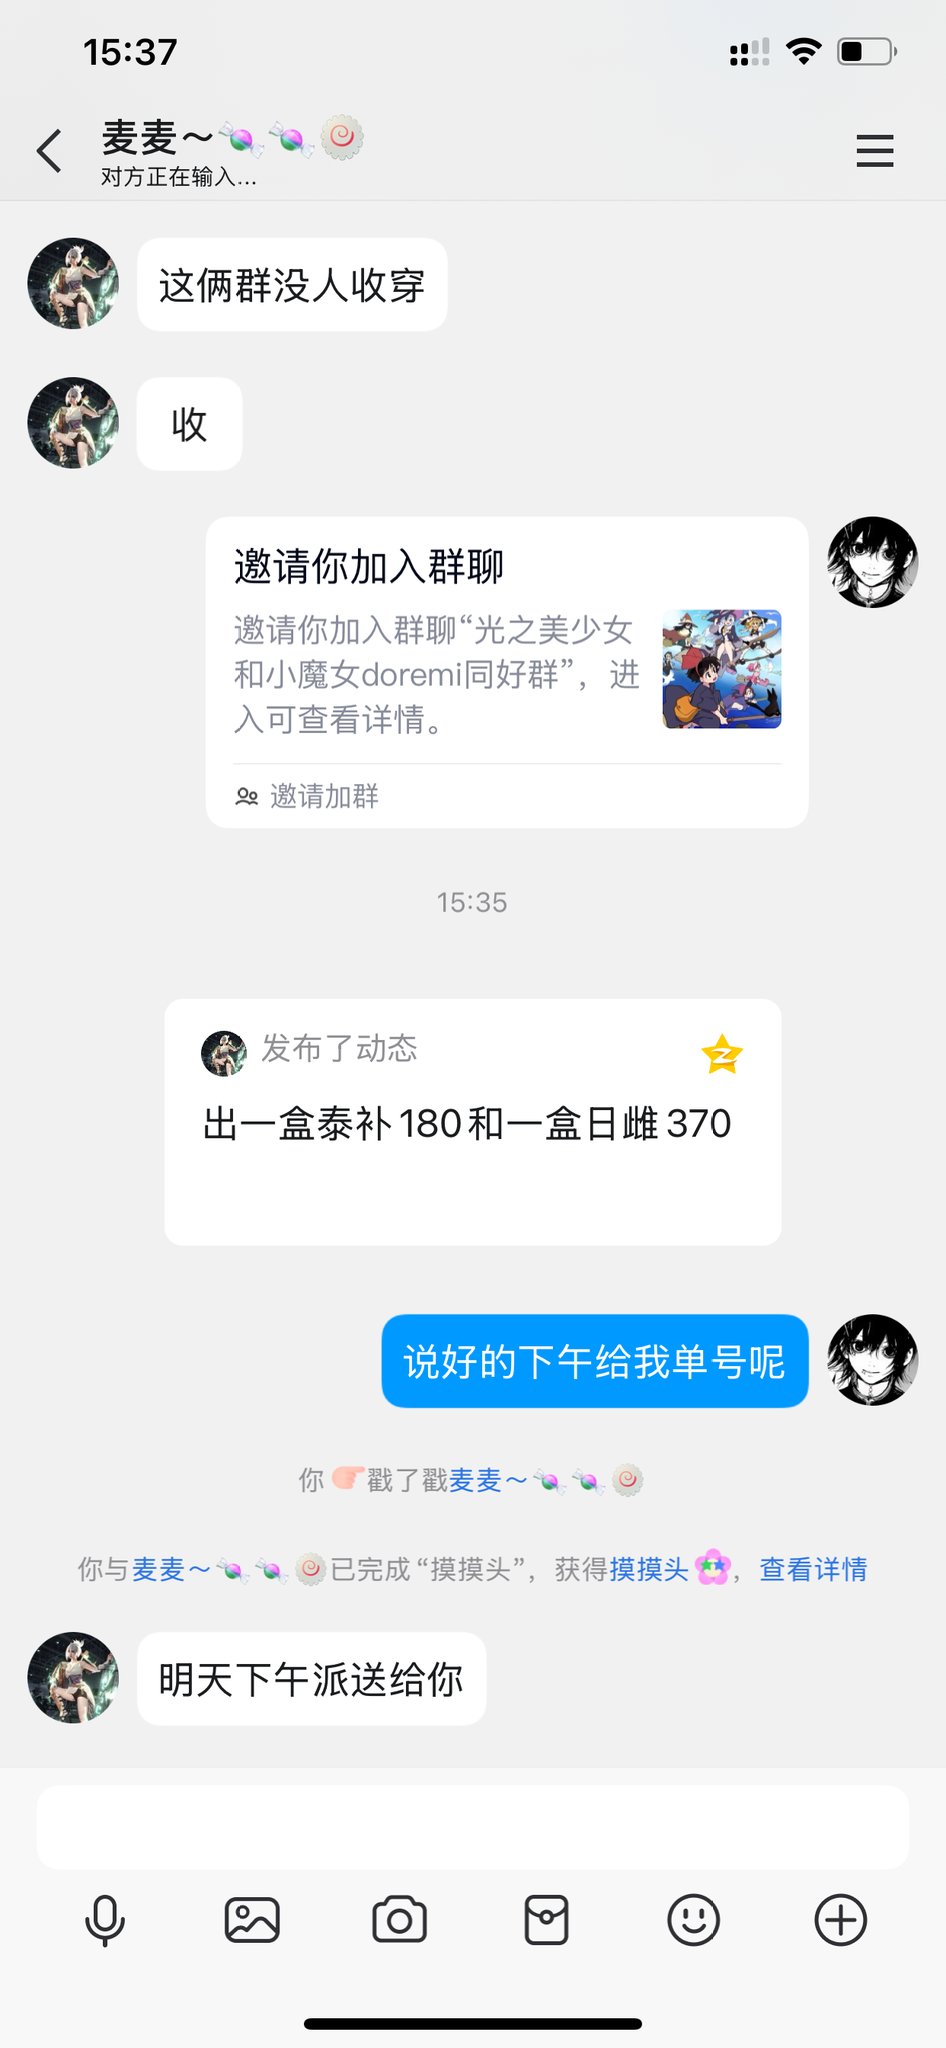 15:37
麦麦～🍬🍬🍥
对方正在输入...
这俩群没人收穿
收
邀请你加入群聊
邀请你加入群聊“光之美少女
和小魔女doremi同好群”，进
入可查看详情。
邀请加群
15:35
发布了动态
出一盒泰补180和一盒日雌370
说好的下午给我单号呢
你👉戳了戳麦麦～🍬🍬🍥
你与麦麦～🍬🍬🍥已完成“摸摸头”，获得摸摸头，查看详情
明天下午派送给你